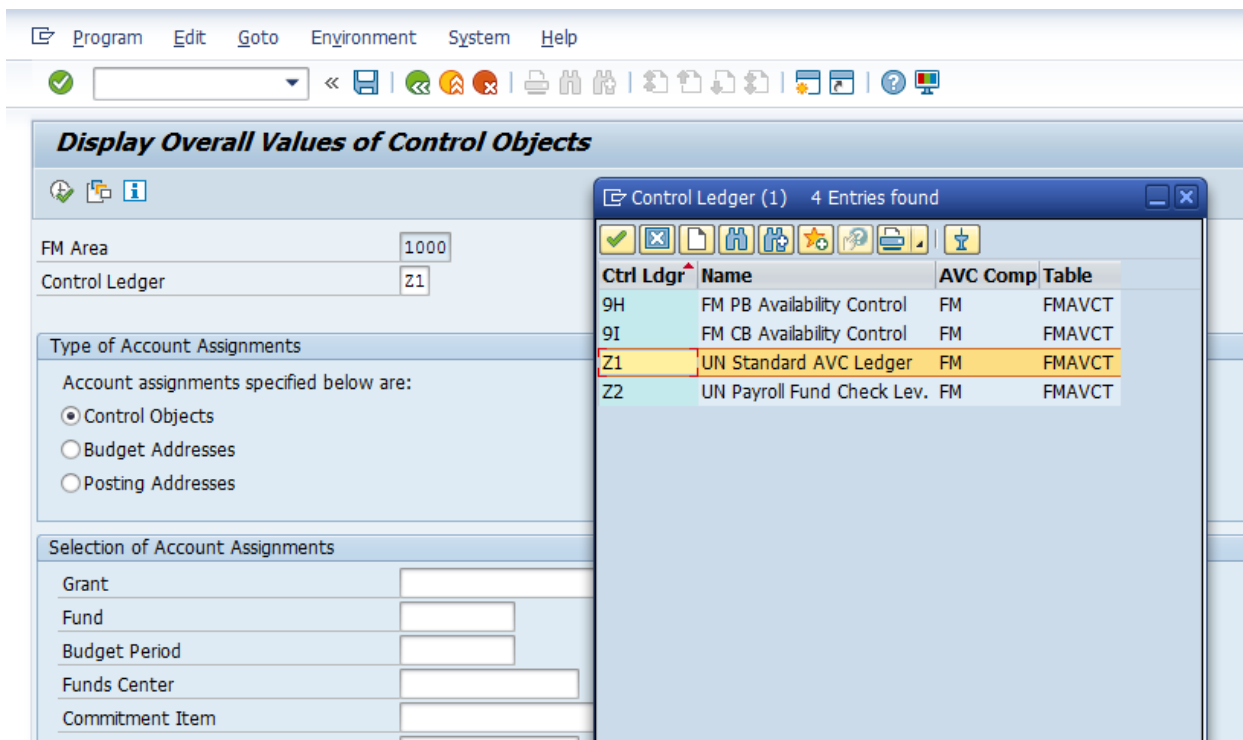 Program Edit Goto Environment System Help
Display Overall Values of Control Objects
FM Area 1000
Control Ledger Z1
Type of Account Assignments
Account assignments specified below are:
Control Objects
Budget Addresses
Posting Addresses
Selection of Account Assignments
Grant
Fund
Budget Period
Funds Center
Commitment Item
Control Ledger (1) 4 Entries found
Ctrl Ldgr Name AVC Comp Table
9H FM PB Availability Control FM FMAVCT
9I FM CB Availability Control FM FMAVCT
Z1 UN Standard AVC Ledger FM FMAVCT
Z2 UN Payroll Fund Check Lev. FM FMAVCT